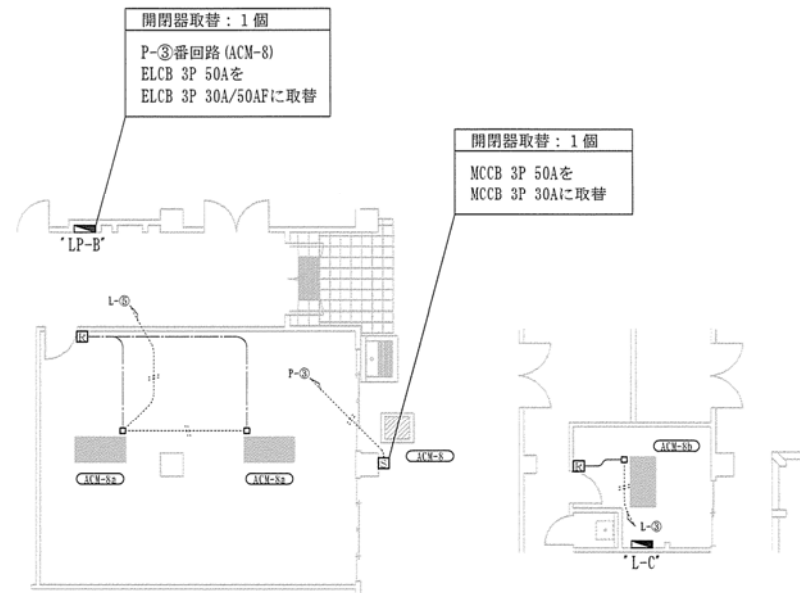 開閉器取替：１個
P-③番回路(ACM-8)
ELCB 3P 50Aを
ELCB 3P 30A/50AFに取替
開閉器取替：１個
MCCB 3P 50Aを
MCCB 3P 30Aに取替
"LP-B"
L-⑤
P-③
ACM-8
ACM-8a
ACM-8a
ACM-8b
L-③
"L-C"